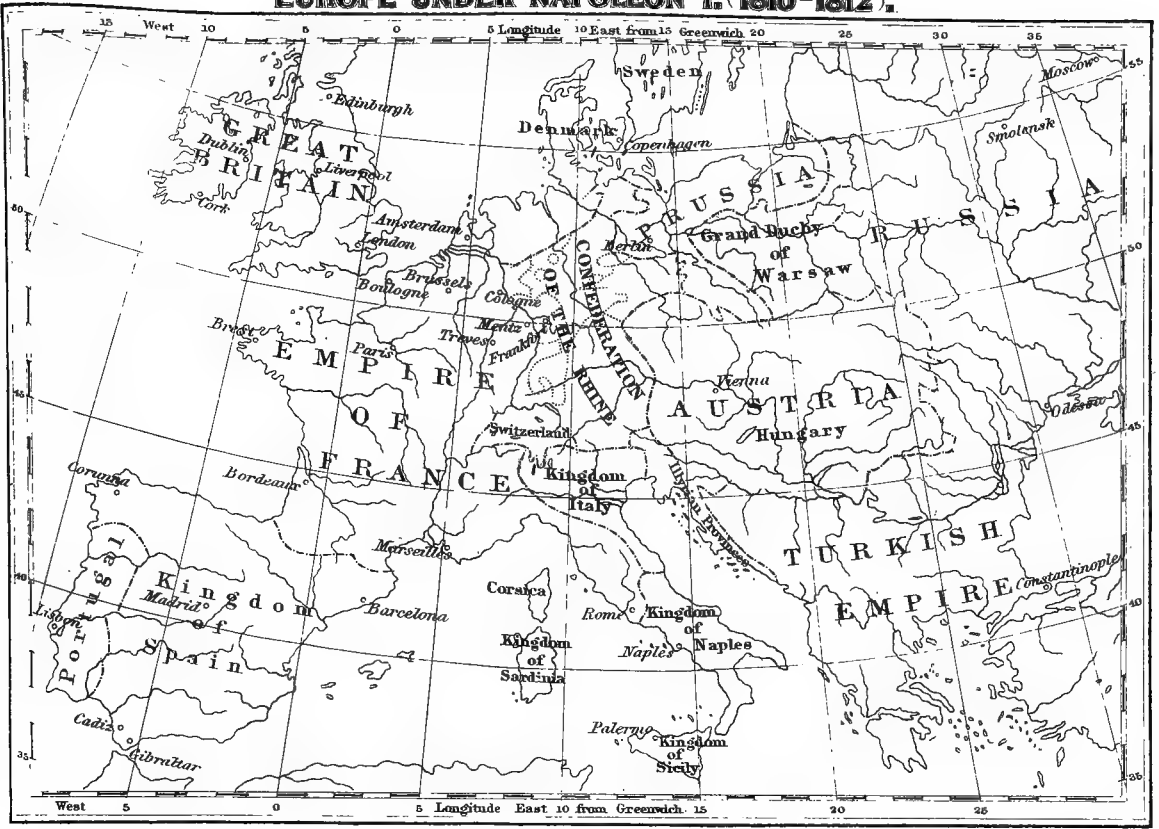 EUROPE UNDER NAPOLEON I. (1810-1812).
15 West 10 5 0 5 Longitude 10 East from 15 Greenwich 20 25 30 35
55
50
45
40
35
50
45
40
35
Sweden
Moscow
Edinburgh
Denmark
Copenhagen
Smolensk
GREAT
BRITAIN
Dublin
Liverpool
Cork
PRUSSIA
RUSSIA
Amsterdam
London
Berlin
Grand Duchy
of
Warsaw
CONFEDERATION
OF THE
RHINE
Brussels
Boulogne
Cologne
Mentz
Treves
Frankft
Brest
Paris
EMPIRE
OF
FRANCE
Vienna
AUSTRIA
Hungary
Odessa
Switzerland
Kingdom
of
Italy
Illyrian Provinces
Corunna
Bordeaux
Marseilles
TURKISH
EMPIRE
Constantinople
Portugal
Lisbon
Kingdom
of
Spain
Madrid
Barcelona
Corsica
Rome
Kingdom
of
Naples
Naples
Kingdom
of
Sardinia
Palermo
Kingdom
of
Sicily
Cadiz
Gibraltar
West 5 0 5 Longitude East 10 from Greenwich 15 20 25